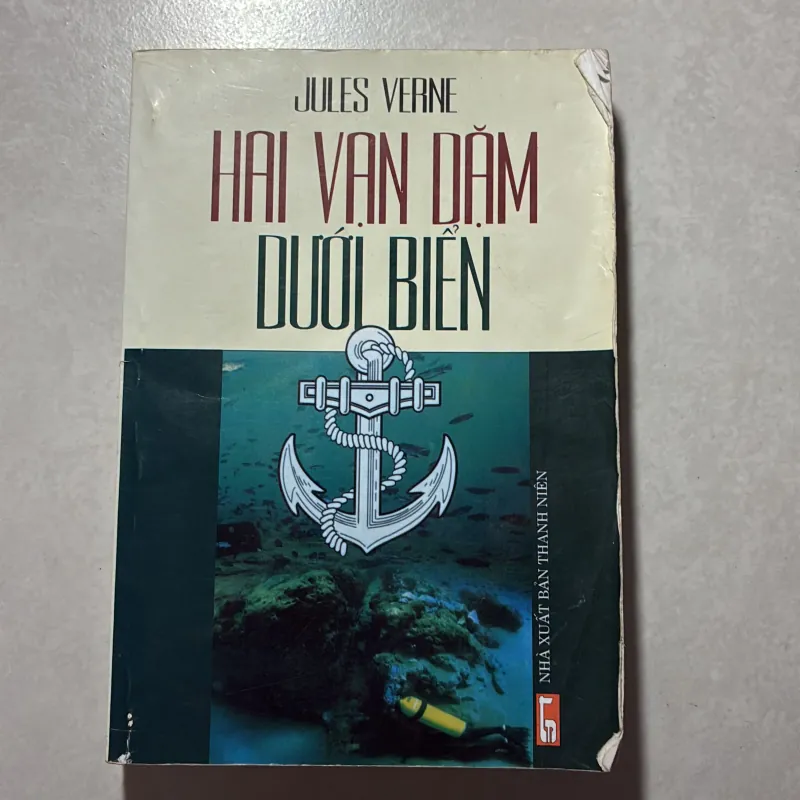 JULES VERNE
HAI VẠN DẶM
DƯỚI BIỂN
NHÀ XUẤT BẢN THANH NIÊN